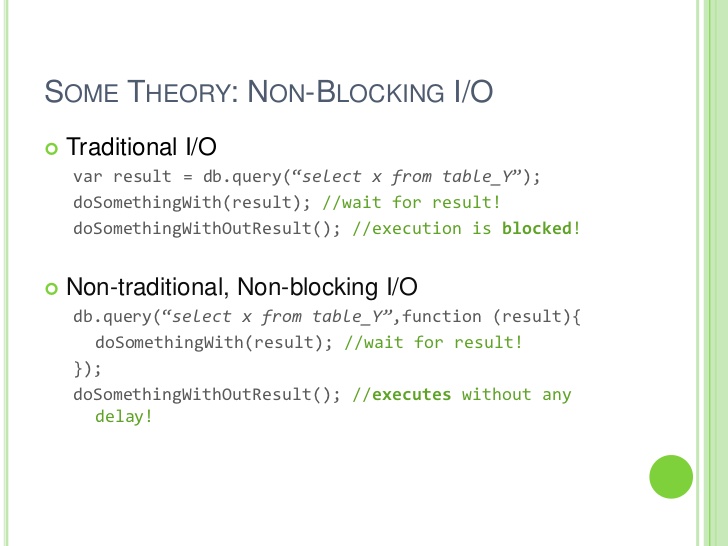 SOME THEORY: NON-BLOCKING I/O
Traditional I/O
var result = db.query(“select x from table_Y”);
doSomethingWith(result); //wait for result!
doSomethingWithOutResult(); //execution is blocked!
Non-traditional, Non-blocking I/O
db.query(“select x from table_Y”,function (result){
doSomethingWith(result); //wait for result!
});
doSomethingWithOutResult(); //executes without any
delay!